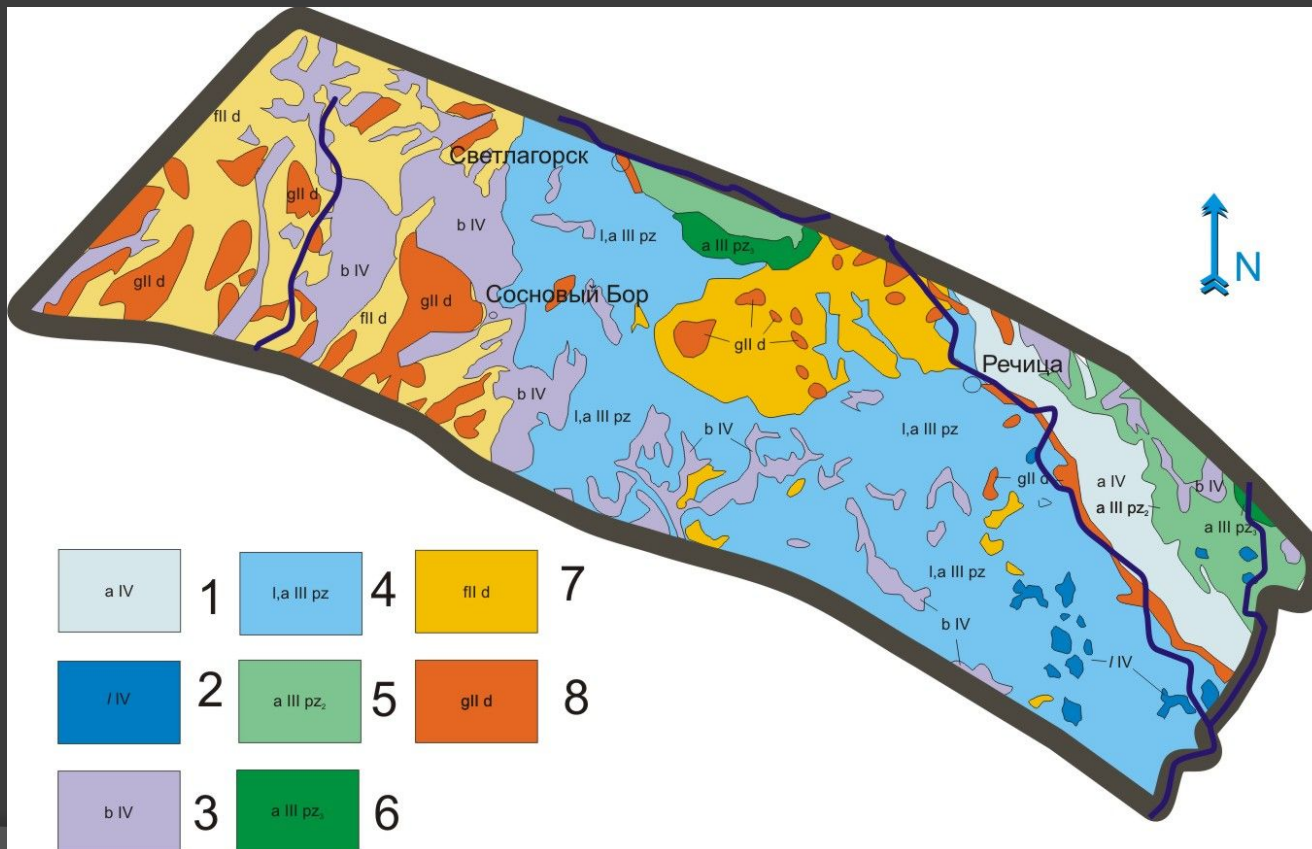 fII d
Светлагорск
gII d
b IV
l,a III pz
a III pz₃
N
gII d
b IV
fII d
gII d
Сосновый Бор
gII d
Речица
b IV
l,a III pz
b IV
l,a III pz
gII d
a IV
b IV
a III pz₂
a III pz
l,a III pz
b IV
l IV
a IV
1
l,a III pz
4
fII d
7
l IV
2
a III pz₂
5
gII d
8
b IV
3
a III pz₃
6